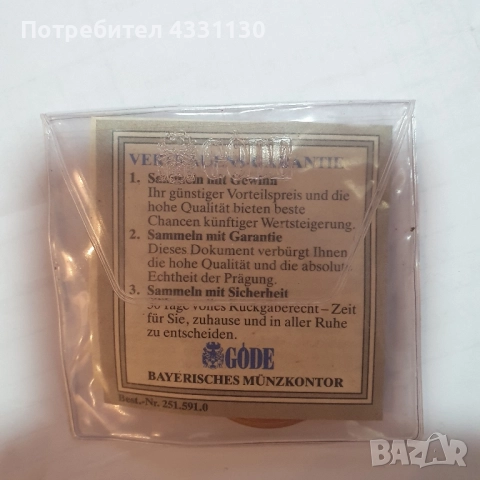 Потребител 4331130
GÖDE
VERTRAUENS-GARANTIE
1. Sammeln mit Gewinn
Ihr günstiger Vorteilspreis und die
hohe Qualität bieten beste
Chancen künftiger Wertsteigerung.
2. Sammeln mit Garantie
Dieses Dokument verbürgt Ihnen
die hohe Qualität und die absolute
Echtheit der Prägung.
3. Sammeln mit Sicherheit
30 Tage volles Rückgaberecht – Zeit
für Sie, zuhause und in aller Ruhe
zu entscheiden.
GÖDE
BAYERISCHES MÜNZKONTOR
Best.-Nr. 251.591.0
BAZAR
bg